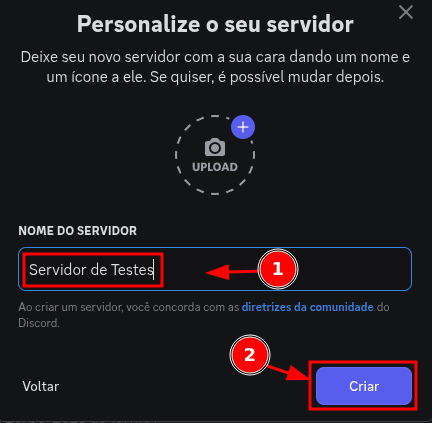 Personalize o seu servidor
Deixe seu novo servidor com a sua cara dando um nome e
um ícone a ele. Se quiser, é possível mudar depois.
UPLOAD
NOME DO SERVIDOR
Servidor de Testes
1
Ao criar um servidor, você concorda com as diretrizes da comunidade do
Discord.
2
Voltar
Criar